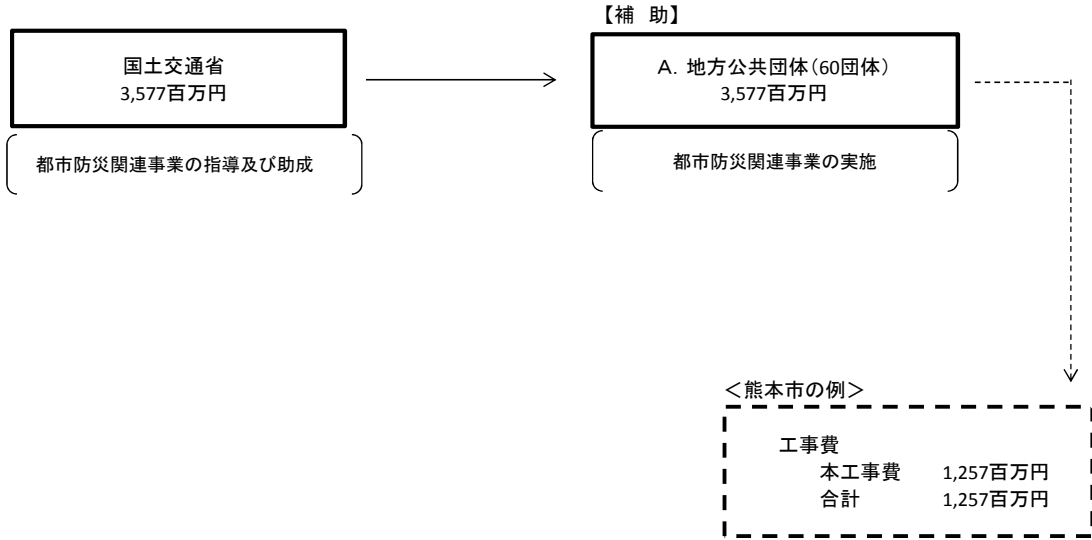 国土交通省
3,577百万円
都市防災関連事業の指導及び助成
【補 助】
A. 地方公共団体(60団体)
3,577百万円
都市防災関連事業の実施
<熊本市の例>
工事費
本工事費 1,257百万円
合計 1,257百万円